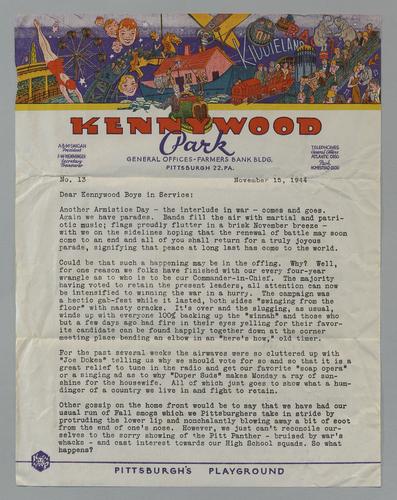 KIDDIELAND
KENNYWOOD
Park
A.B. McSWIGAN
President
F.W. HENNINGER
Secretary
Treasurer
GENERAL OFFICES - FARMERS BANK BLDG.
PITTSBURGH 22, PA.
TELEPHONES
General Offices
ATLANTIC
Park
HOMESTEAD
No. 13
November 15, 1944
Dear Kennywood Boys in Service:
Another Armistice Day - the interlude in war - comes and goes.
Again we have parades. Bands fill the air with martial and patri-
otic music; flags proudly flutter in a brisk November breeze -
with we on the sidelines hoping that the renewal of battle may soon
come to an end and all of you shall return for a truly joyous
parade, signifying that peace at long last has come to the world.
Could be that such a happening may be in the offing. Why? Well,
for one reason we folks have finished with our every four-year
wrangle as to who is to be our Commander-in-Chief. The majority
having voted to retain the present leaders, all attention can now
be intensified to winning the war in a hurry. The campaign was
a hectic gab-fest while it lasted, both sides "swinging from the
floor" with nasty cracks. It's over and the slugging, as usual,
winds up with everyone 100% backing up the "winnah" and those who
but a few days ago had fire in their eyes yelling for their favor-
ite candidate can be found happily together down at the corner
meeting place bending an elbow in an "here's how," old timer.
For the past several weeks the airwaves were so cluttered up with
"Joe Dokes" telling us why we should vote for so and so that it is a
great relief to tune in the radio and get our favorite "soap opera"
or a singing ad as to why "Duper Suds" makes Monday a ray of sun-
shine for the housewife. All of which just goes to show what a hum-
dinger of a country we live in and fight to retain.
Other gossip on the home front would be to say that we have had our
usual run of Fall smogs which we Pittsburghers take in stride by
protruding the lower lip and nonchalantly blowing away a bit of soot
from the end of one's nose. However, we just can't reconcile our-
selves to the sorry showing of the Pitt Panther - bruised by war's
whacks - and cast interest towards our High School squads. So what
happens?
PITTSBURGH'S PLAYGROUND